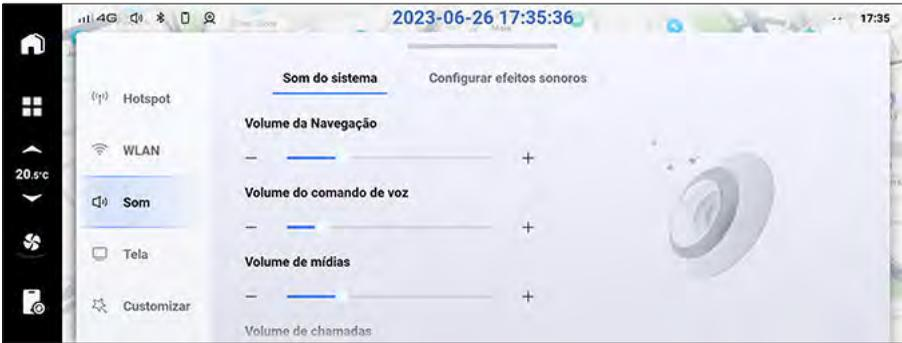 4G 2023-06-26 17:35:36 17:35
Som do sistema Configurar efeitos sonoros
Hotspot
Volume da Navegação
WLAN
20.5°C
Volume do comando de voz
Som
Tela
Volume de mídias
Customizar
Volume de chamadas